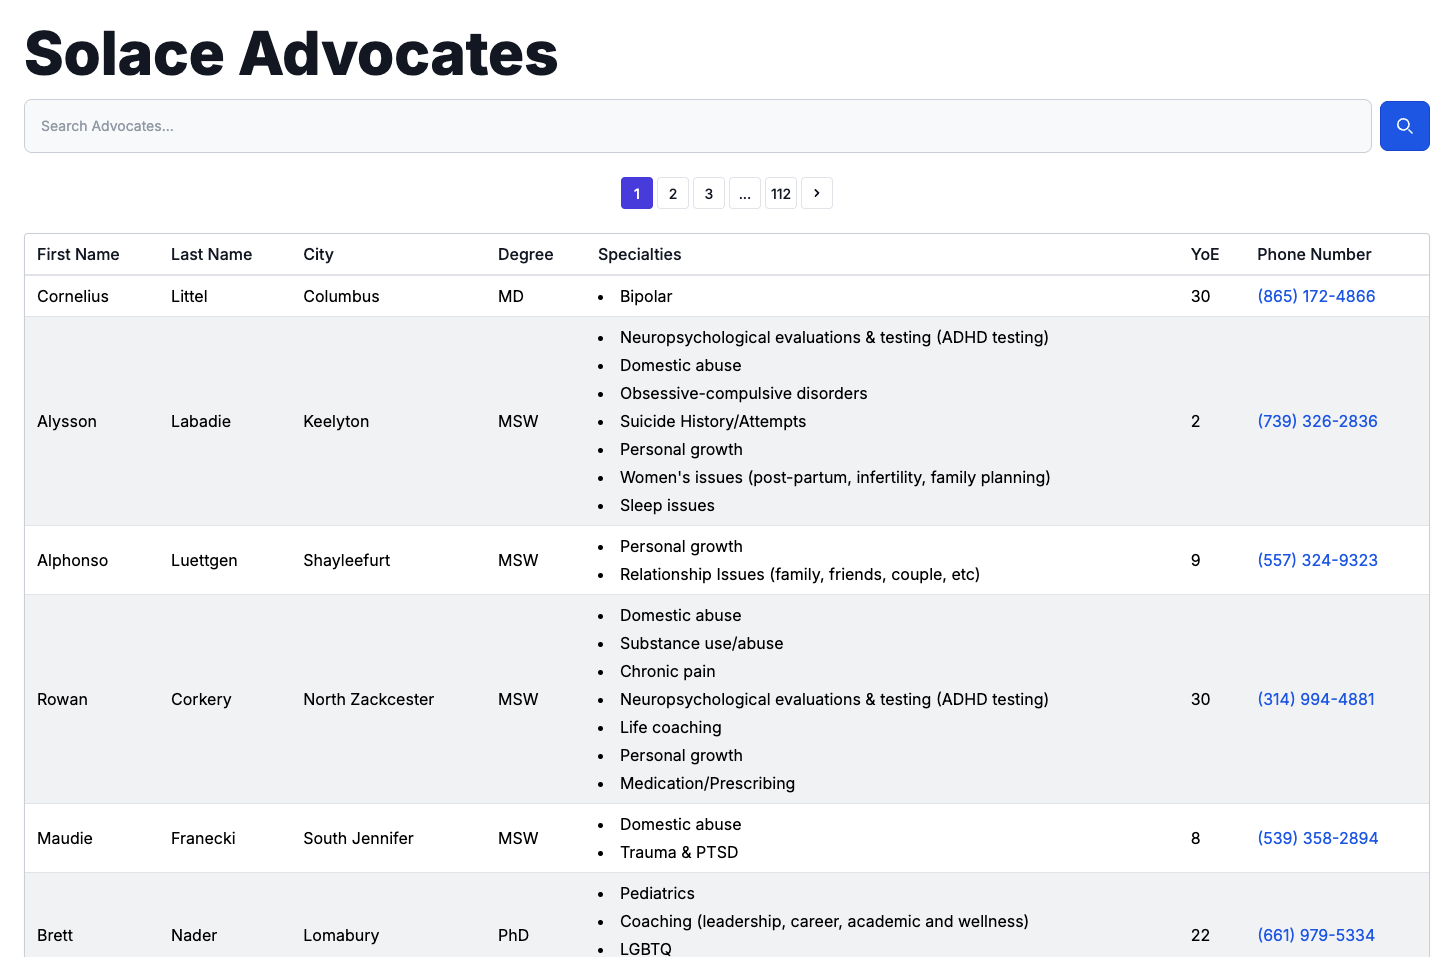 Solace Advocates
Search Advocates...
1 2 3 ... 112 ›
First Name Last Name City Degree Specialties YoE Phone Number
Cornelius Littel Columbus MD • Bipolar 30 (865) 172-4866
• Neuropsychological evaluations & testing (ADHD testing)
• Domestic abuse
• Obsessive-compulsive disorders
Alysson Labadie Keelyton MSW • Suicide History/Attempts 2 (739) 326-2836
• Personal growth
• Women's issues (post-partum, infertility, family planning)
• Sleep issues
• Personal growth
Alphonso Luettgen Shayleefurt MSW 9 (557) 324-9323
• Relationship Issues (family, friends, couple, etc)
• Domestic abuse
• Substance use/abuse
• Chronic pain
Rowan Corkery North Zackcester MSW • Neuropsychological evaluations & testing (ADHD testing) 30 (314) 994-4881
• Life coaching
• Personal growth
• Medication/Prescribing
• Domestic abuse
Maudie Franecki South Jennifer MSW 8 (539) 358-2894
• Trauma & PTSD
• Pediatrics
• Coaching (leadership, career, academic and wellness)
Brett Nader Lomabury PhD 22 (661) 979-5334
• LGBTQ